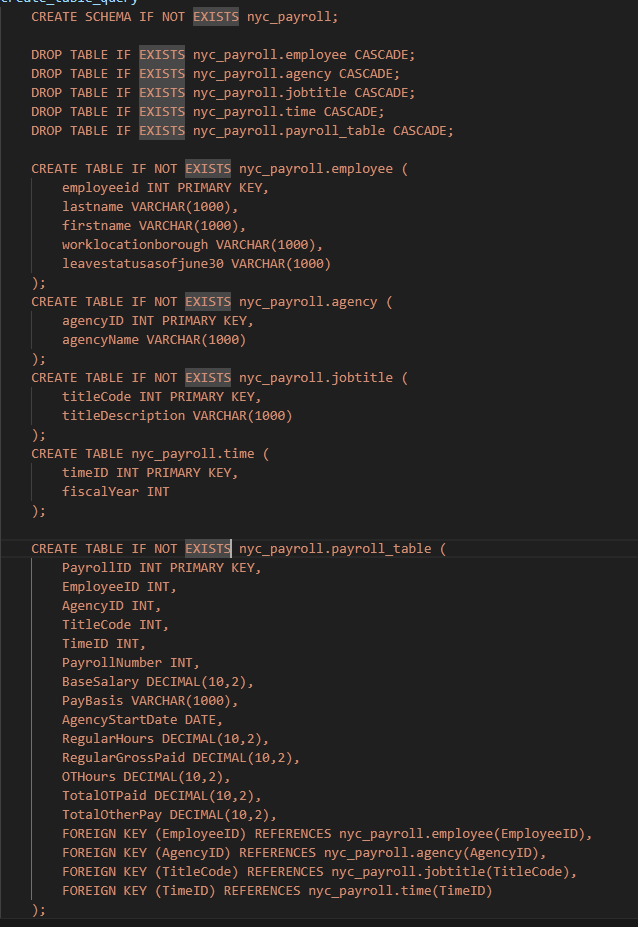 create_table_query
CREATE SCHEMA IF NOT EXISTS nyc_payroll;
DROP TABLE IF EXISTS nyc_payroll.employee CASCADE;
DROP TABLE IF EXISTS nyc_payroll.agency CASCADE;
DROP TABLE IF EXISTS nyc_payroll.jobtitle CASCADE;
DROP TABLE IF EXISTS nyc_payroll.time CASCADE;
DROP TABLE IF EXISTS nyc_payroll.payroll_table CASCADE;
CREATE TABLE IF NOT EXISTS nyc_payroll.employee (
employeeid INT PRIMARY KEY,
lastname VARCHAR(1000),
firstname VARCHAR(1000),
worklocationborough VARCHAR(1000),
leavestatusasofjune30 VARCHAR(1000)
);
CREATE TABLE IF NOT EXISTS nyc_payroll.agency (
agencyID INT PRIMARY KEY,
agencyName VARCHAR(1000)
);
CREATE TABLE IF NOT EXISTS nyc_payroll.jobtitle (
titleCode INT PRIMARY KEY,
titleDescription VARCHAR(1000)
);
CREATE TABLE nyc_payroll.time (
timeID INT PRIMARY KEY,
fiscalYear INT
);
CREATE TABLE IF NOT EXISTS nyc_payroll.payroll_table (
PayrollID INT PRIMARY KEY,
EmployeeID INT,
AgencyID INT,
TitleCode INT,
TimeID INT,
PayrollNumber INT,
BaseSalary DECIMAL(10,2),
PayBasis VARCHAR(1000),
AgencyStartDate DATE,
RegularHours DECIMAL(10,2),
RegularGrossPaid DECIMAL(10,2),
OTHours DECIMAL(10,2),
TotalOTPaid DECIMAL(10,2),
TotalOtherPay DECIMAL(10,2),
FOREIGN KEY (EmployeeID) REFERENCES nyc_payroll.employee(EmployeeID),
FOREIGN KEY (AgencyID) REFERENCES nyc_payroll.agency(AgencyID),
FOREIGN KEY (TitleCode) REFERENCES nyc_payroll.jobtitle(TitleCode),
FOREIGN KEY (TimeID) REFERENCES nyc_payroll.time(TimeID)
);